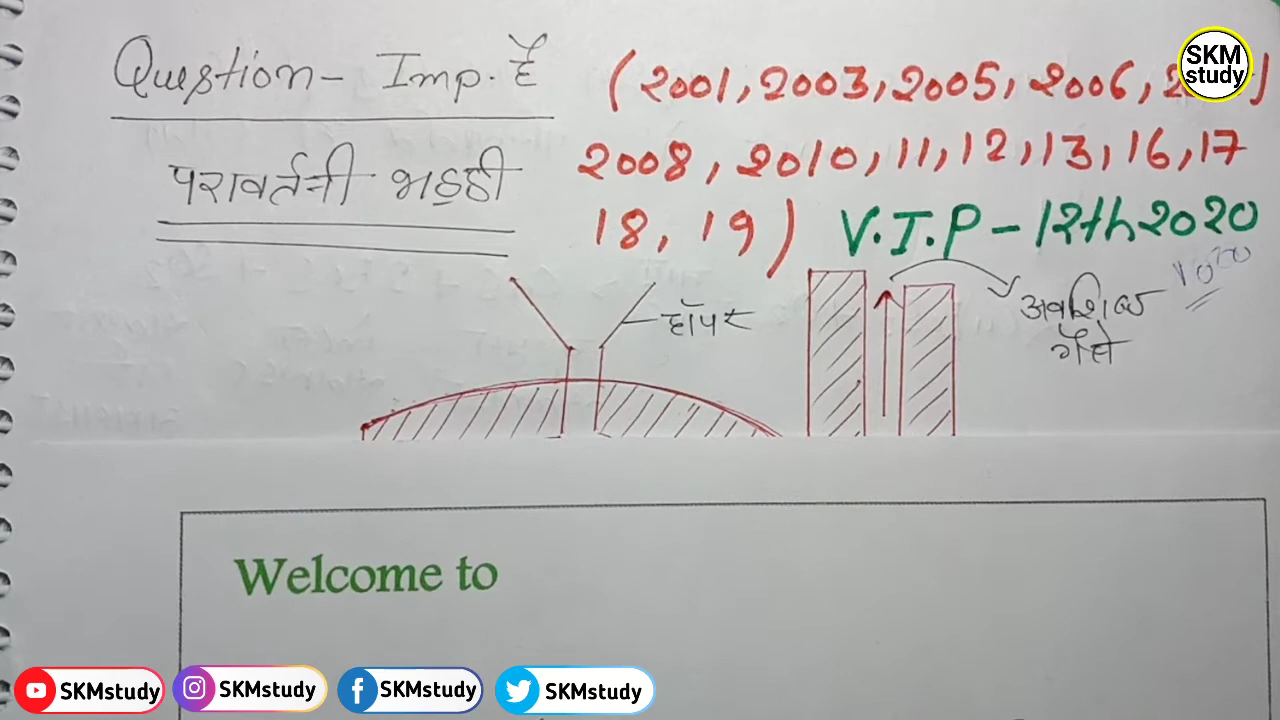 Question - Imp. है
(2001, 2003, 2005, 2006,
परावर्तनी भट्टी
2008, 2010, 11, 12, 13, 16, 17
18, 19) V.I.P - 12th 2020
हॉपर
अवशिष्ट
गैसे
Welcome to
SKM
study
SKMstudy
SKMstudy
SKMstudy
SKMstudy